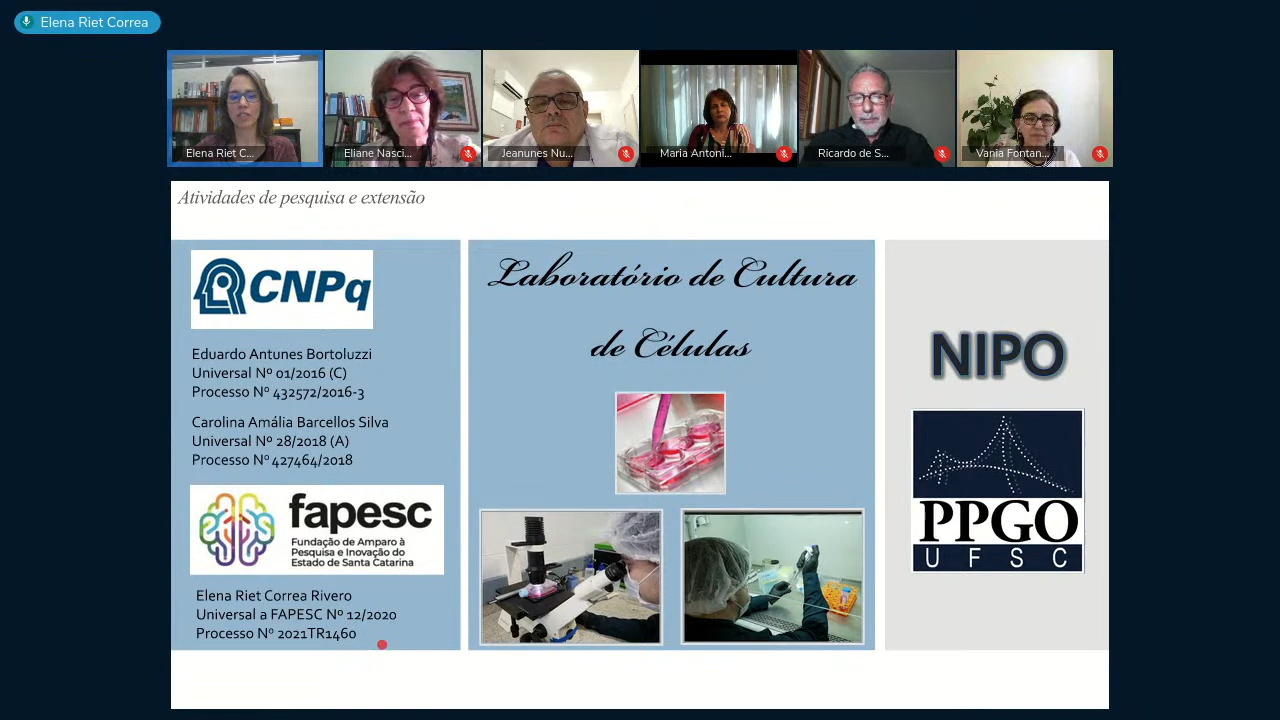 Elena Riet Correa
Elena Riet C...
Eliane Nasci...
Jeanunes Nu...
Maria Antoni...
Ricardo de S...
Vania Fontan...
Atividades de pesquisa e extensão
CNPq
Eduardo Antunes Bortoluzzi
Universal Nº 01/2016 (C)
Processo Nº 432572/2016-3
Carolina Amália Barcellos Silva
Universal Nº 28/2018 (A)
Processo Nº 427464/2018
fapesc
Fundação de Amparo à
Pesquisa e Inovação do
Estado de Santa Catarina
Elena Riet Correa Rivero
Universal a FAPESC Nº 12/2020
Processo Nº 2021TR1460
Laboratório de Cultura
de Células
NIPO
PPGO
UFSC